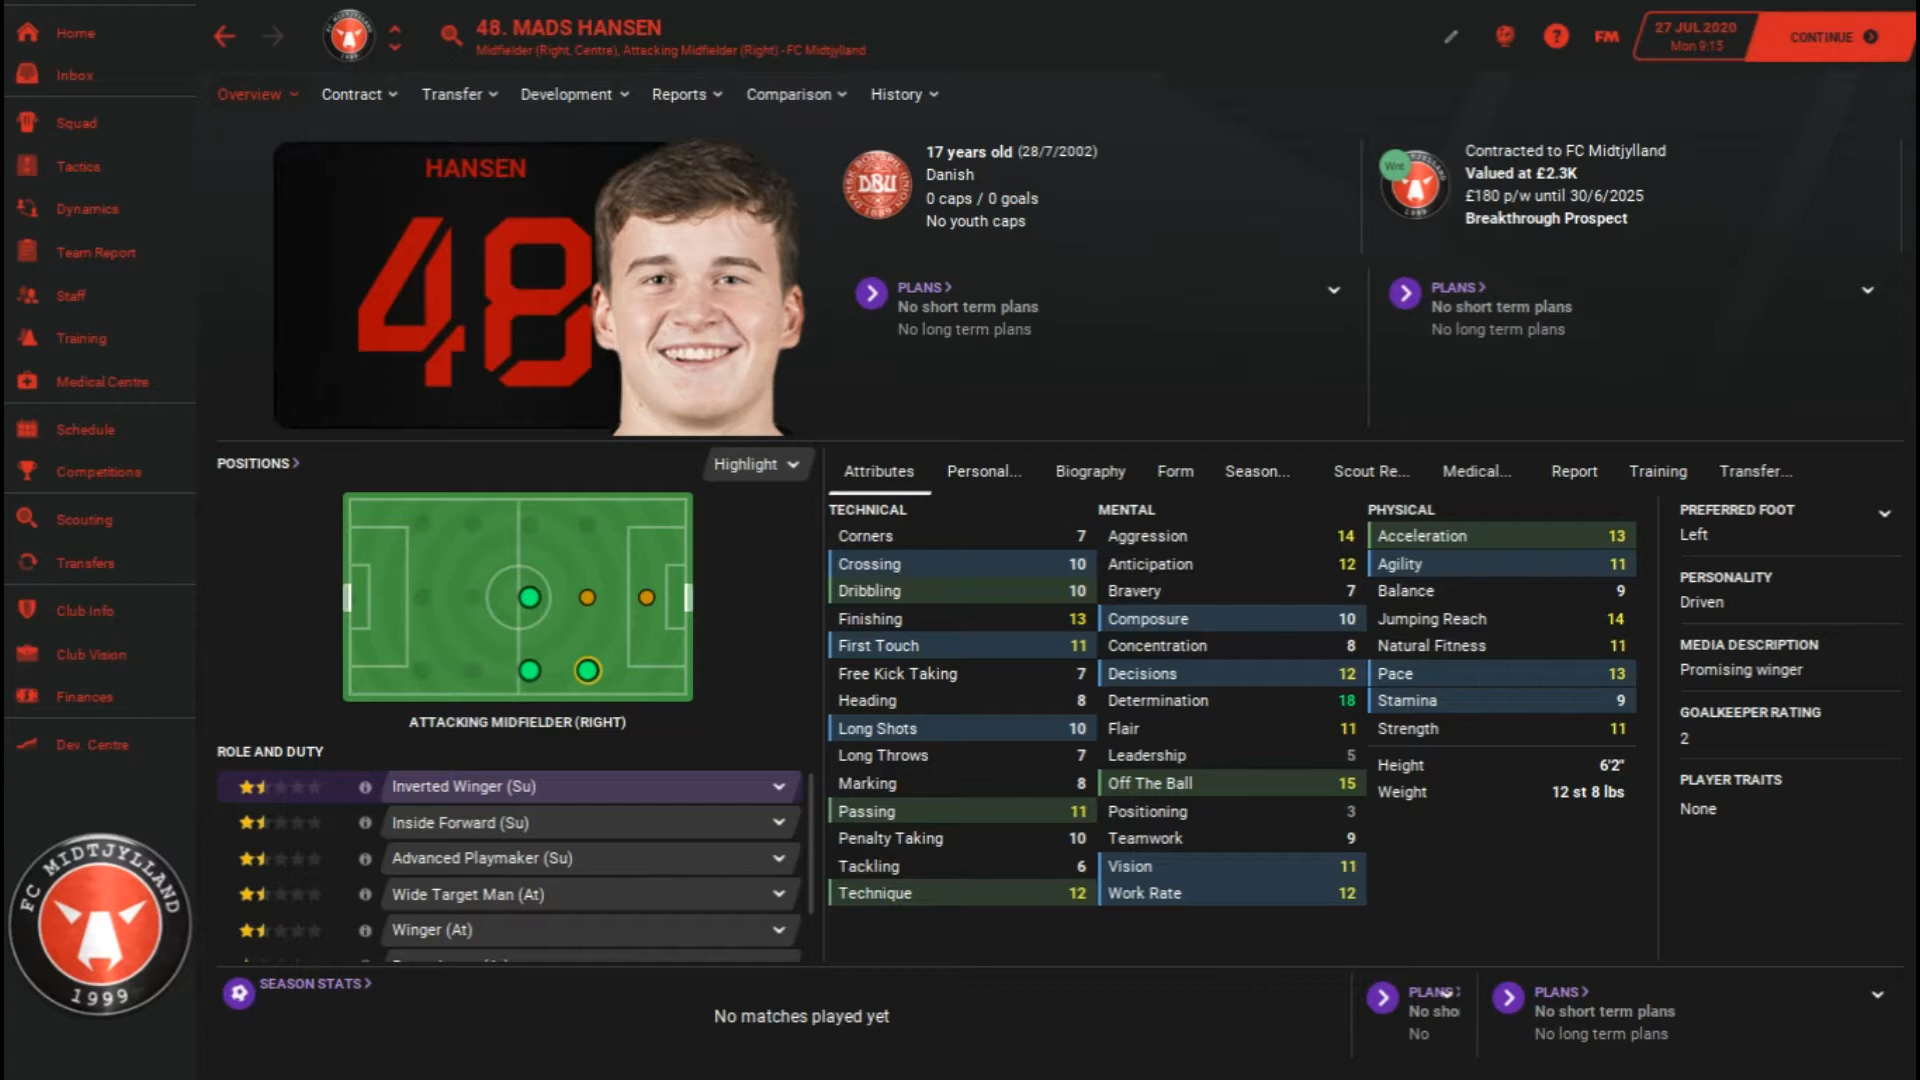 Home
Inbox
Squad
Tactics
Dynamics
Team Report
Staff
Training
Medical Centre
Schedule
Competitions
Scouting
Transfers
Club Info
Club Vision
Finances
Dev. Centre
FC MIDTJYLLAND
1999
48. MADS HANSEN
Midfielder (Right, Centre), Attacking Midfielder (Right) - FC Midtjylland
?
FM
27 JUL 2020
Mon 9:15
CONTINUE
Overview
Contract
Transfer
Development
Reports
Comparison
History
HANSEN
48
DBU
17 years old (28/7/2002)
Danish
0 caps / 0 goals
No youth caps
Wnt
Contracted to FC Midtjylland
Valued at £2.3K
£180 p/w until 30/6/2025
Breakthrough Prospect
PLANS >
No short term plans
No long term plans
PLANS >
No short term plans
No long term plans
POSITIONS >
Highlight
ATTACKING MIDFIELDER (RIGHT)
ROLE AND DUTY
Inverted Winger (Su)
Inside Forward (Su)
Advanced Playmaker (Su)
Wide Target Man (At)
Winger (At)
Attributes
Personal...
Biography
Form
Season...
Scout Re...
Medical...
Report
Training
Transfer...
TECHNICAL
Corners 7
Crossing 10
Dribbling 10
Finishing 13
First Touch 11
Free Kick Taking 7
Heading 8
Long Shots 10
Long Throws 7
Marking 8
Passing 11
Penalty Taking 10
Tackling 6
Technique 12
MENTAL
Aggression 14
Anticipation 12
Bravery 7
Composure 10
Concentration 8
Decisions 12
Determination 18
Flair 11
Leadership 5
Off The Ball 15
Positioning 3
Teamwork 9
Vision 11
Work Rate 12
PHYSICAL
Acceleration 13
Agility 11
Balance 9
Jumping Reach 14
Natural Fitness 11
Pace 13
Stamina 9
Strength 11
Height 6'2"
Weight 12 st 8 lbs
PREFERRED FOOT
Left
PERSONALITY
Driven
MEDIA DESCRIPTION
Promising winger
GOALKEEPER RATING
2
PLAYER TRAITS
None
SEASON STATS >
No matches played yet
PLANS
No sho
No
PLANS >
No short term plans
No long term plans